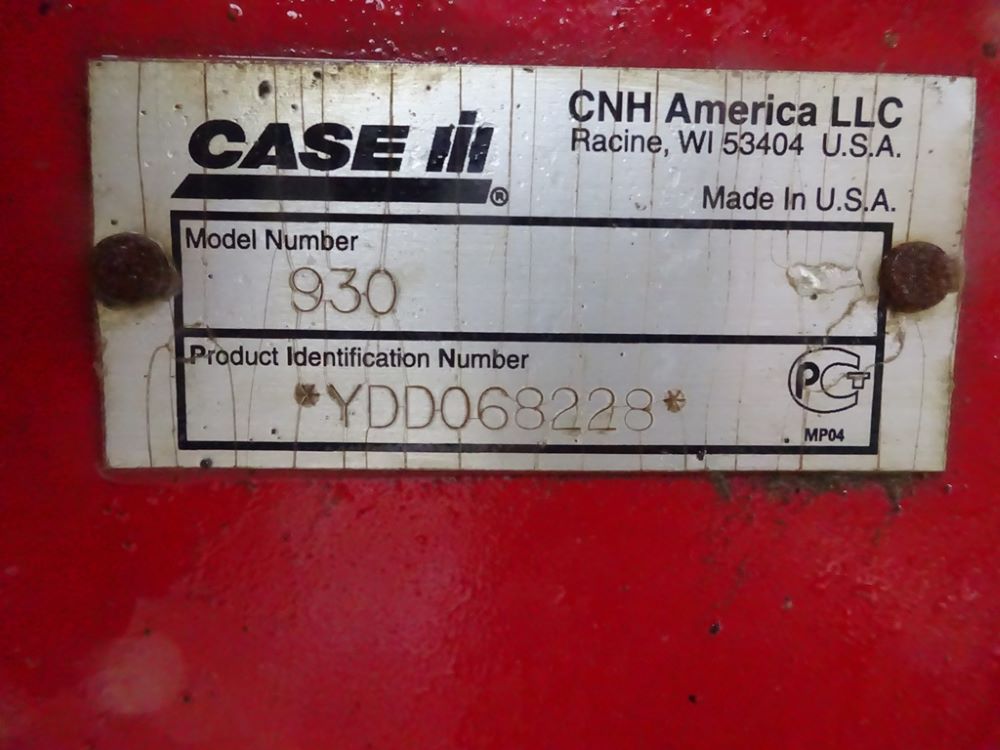 CASE IH ®
CNH America LLC
Racine, WI 53404 U.S.A.
Made In U.S.A.
Model Number
930
Product Identification Number
*YDD068228*
PCT
MP04